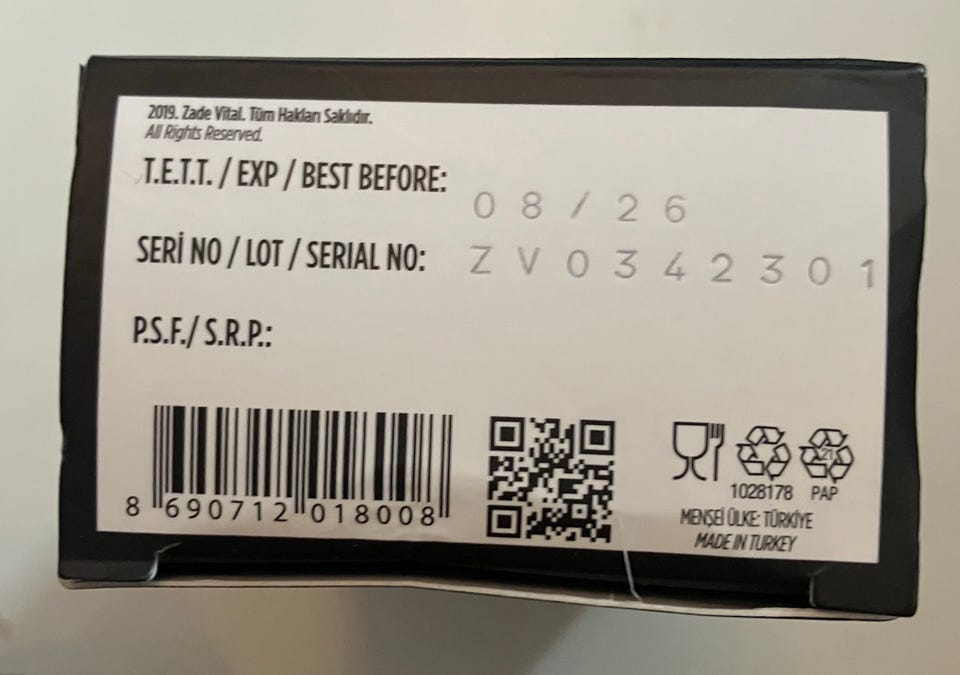 2019. Zade Vital. Tüm Hakları Saklıdır.
All Rights Reserved.
T.E.T.T. / EXP / BEST BEFORE: 08/26
SERİ NO / LOT / SERIAL NO: ZV0342301
P.S.F./ S.R.P.:
8 690712 018008
21
1028178 PAP
MENŞEİ ÜLKE: TÜRKİYE
MADE IN TURKEY